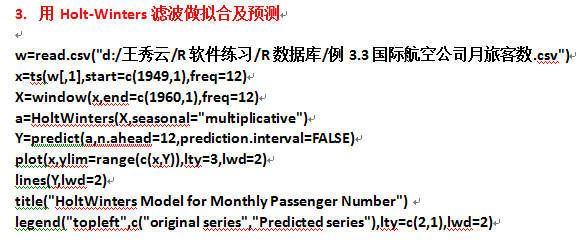 3. 用 Holt-Winters 滤波做拟合及预测
w=read.csv("d:/王秀云/R 软件练习/R 数据库/例 3.3 国际航空公司月旅客数.csv")
x=ts(w[,1],start=c(1949,1),freq=12)
X=window(x,end=c(1960,1),freq=12)
a=HoltWinters(X,seasonal="multiplicative")
Y=predict(a,n.ahead=12,prediction.interval=FALSE)
plot(x,ylim=range(c(x,Y)),lty=3,lwd=2)
lines(Y,lwd=2)
title("HoltWinters Model for Monthly Passenger Number")
legend("topleft",c("original series","Predicted series"),lty=c(2,1),lwd=2)